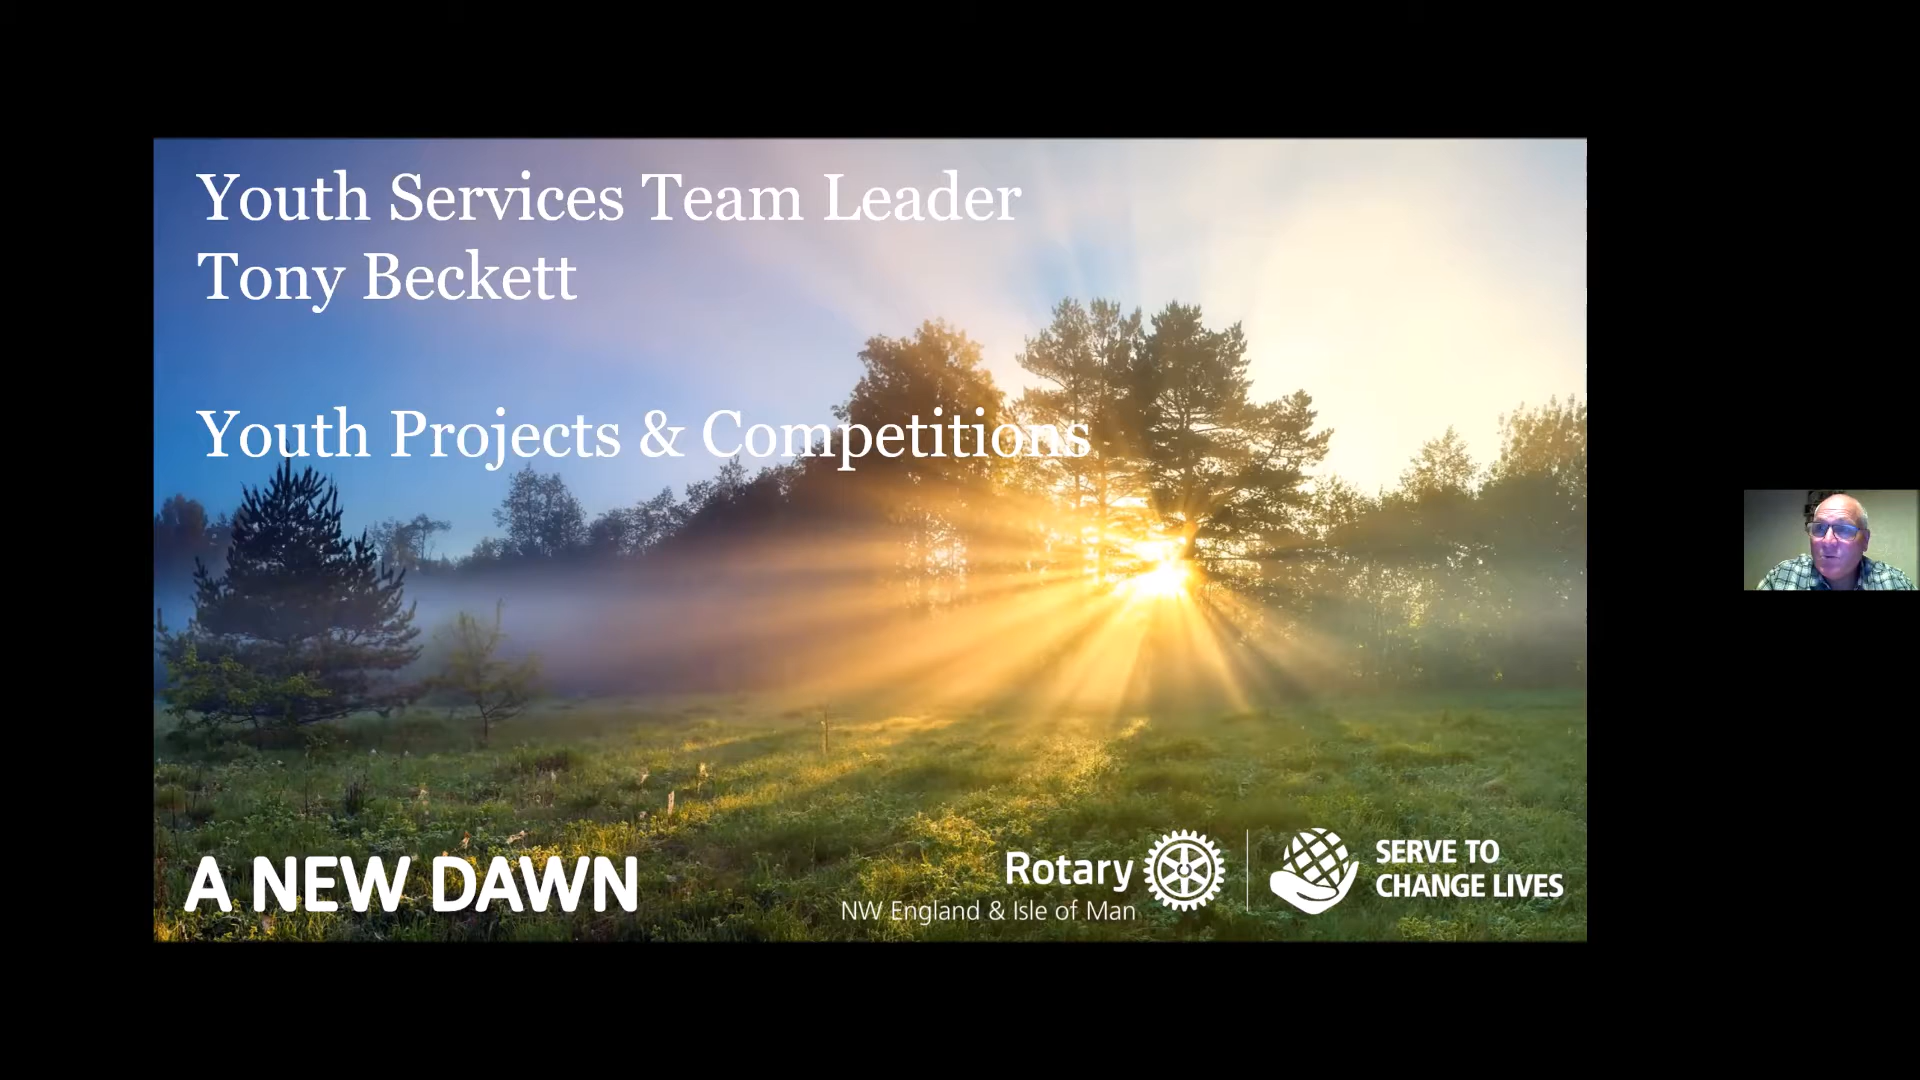 Youth Services Team Leader
Tony Beckett
Youth Projects & Competitions
A NEW DAWN
Rotary
NW England & Isle of Man
SERVE TO
CHANGE LIVES